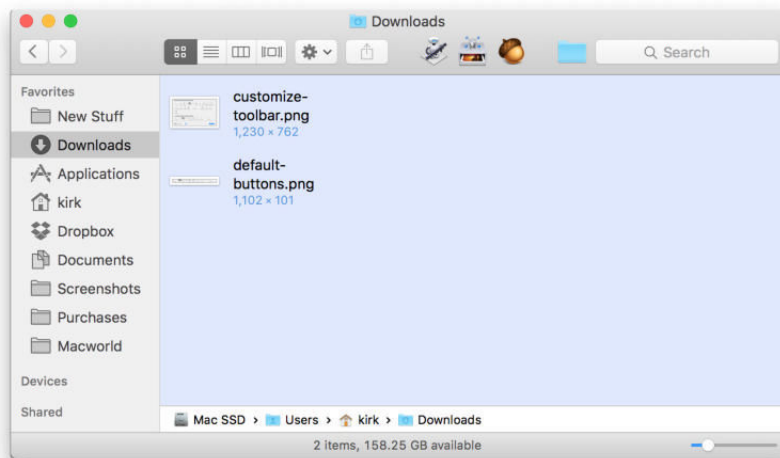 Downloads
Search
Favorites
New Stuff
Downloads
Applications
kirk
Dropbox
Documents
Screenshots
Purchases
Macworld
Devices
Shared
customize-
toolbar.png
1,230 × 762
default-
buttons.png
1,102 × 101
Mac SSD › Users › kirk › Downloads
2 items, 158.25 GB available